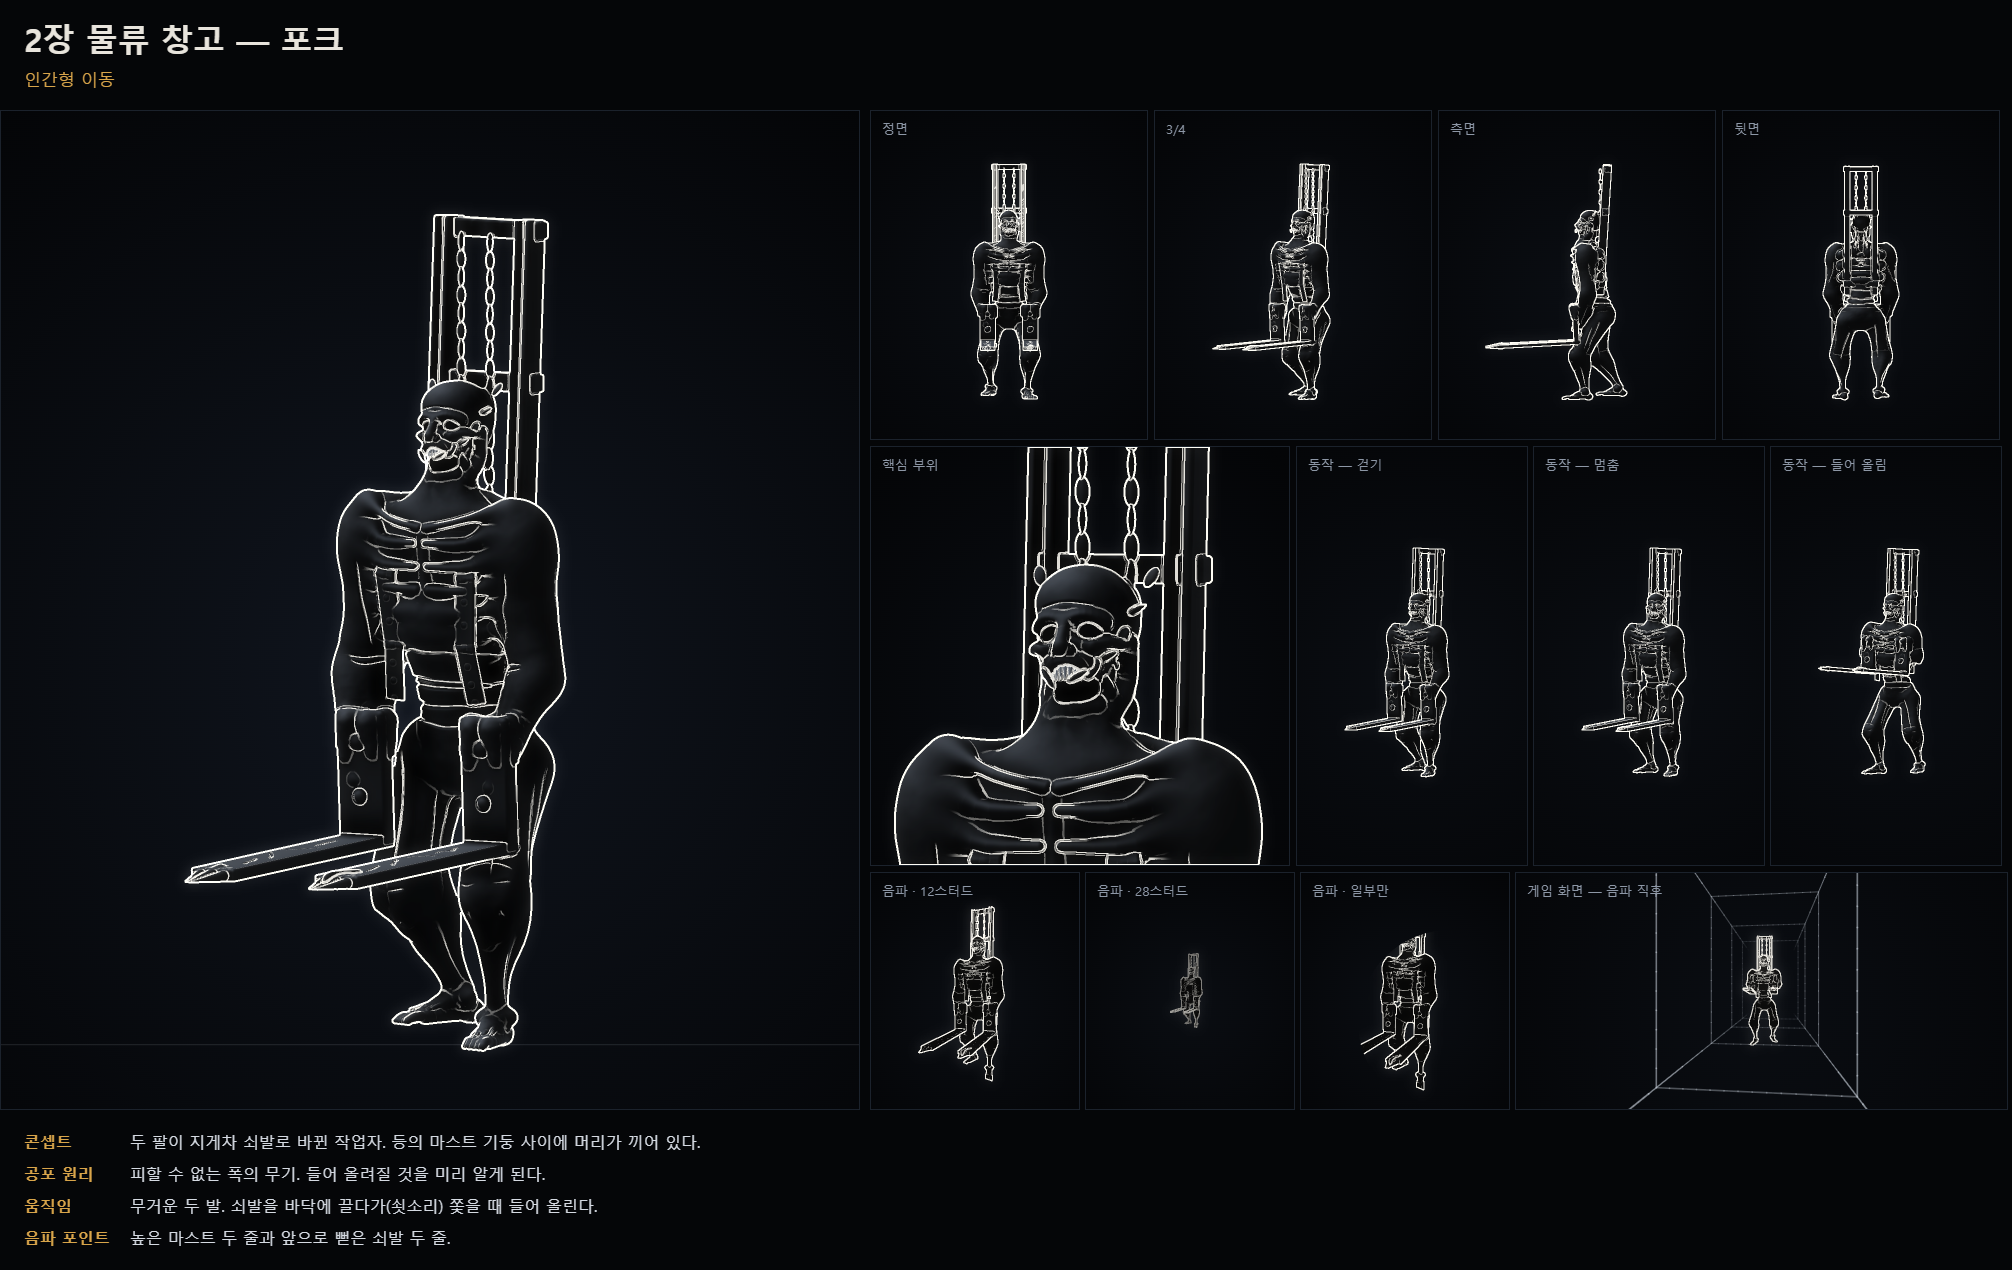 2장 물류 창고 — 포크
인간형 이동
정면
3/4
측면
뒷면
핵심 부위
동작 — 걷기
동작 — 멈춤
동작 — 들어 올림
음파 · 12스터드
음파 · 28스터드
음파 · 일부만
게임 화면 — 음파 직후
콘셉트 두 팔이 지게차 쇠발로 바뀐 작업자. 등의 마스트 기둥 사이에 머리가 끼어 있다.
공포 원리 피할 수 없는 폭의 무기. 들어 올려질 것을 미리 알게 된다.
움직임 무거운 두 발. 쇠발을 바닥에 끌다가(쇳소리) 쫓을 때 들어 올린다.
음파 포인트 높은 마스트 두 줄과 앞으로 뻗은 쇠발 두 줄.